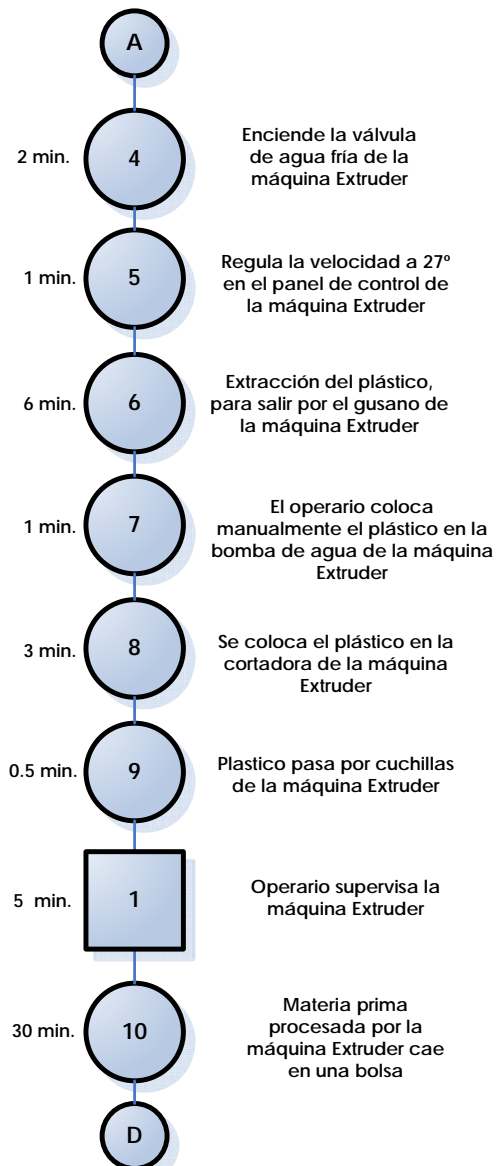 A
2 min.
4
Enciende la válvula
de agua fría de la
máquina Extruder
1 min.
5
Regula la velocidad a 27º
en el panel de control de
la máquina Extruder
6 min.
6
Extracción del plástico,
para salir por el gusano de
la máquina Extruder
1 min.
7
El operario coloca
manualmente el plástico en la
bomba de agua de la máquina
Extruder
3 min.
8
Se coloca el plástico en la
cortadora de la máquina
Extruder
0.5 min.
9
Plastico pasa por cuchillas
de la máquina Extruder
5 min.
1
Operario supervisa la
máquina Extruder
30 min.
10
Materia prima
procesada por la
máquina Extruder cae
en una bolsa
D